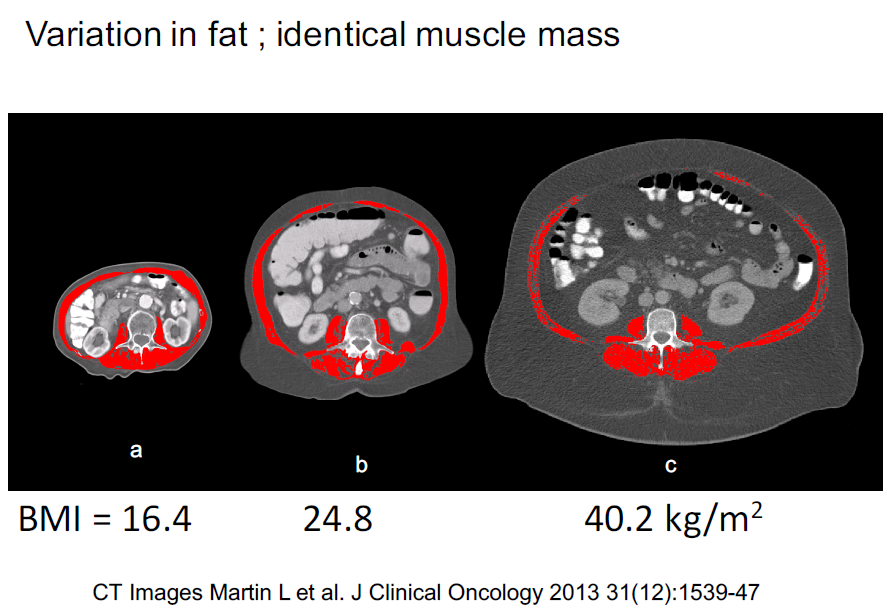 Variation in fat ; identical muscle mass
a
b
c
BMI = 16.4 24.8 40.2 kg/m²
CT Images Martin L et al. J Clinical Oncology 2013 31(12):1539-47